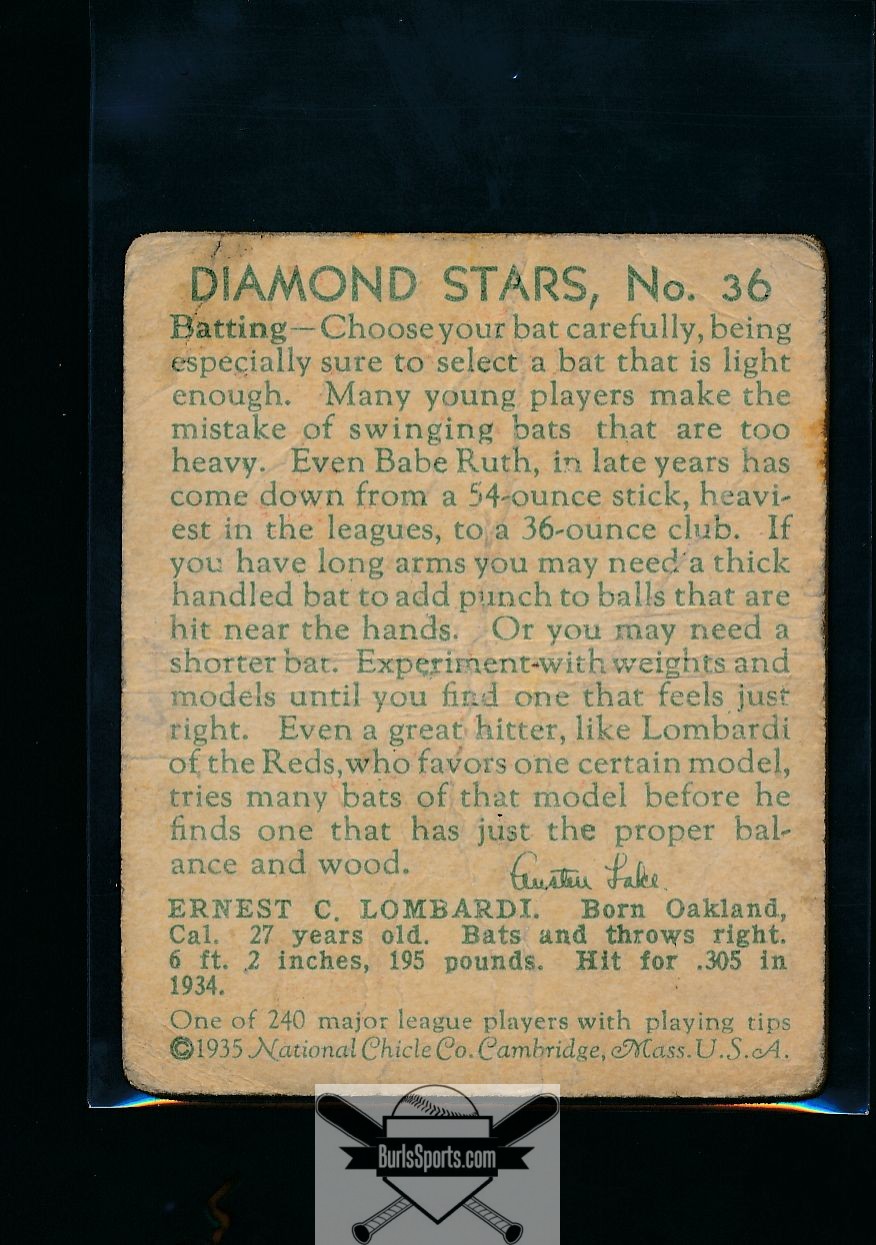 DIAMOND STARS, No. 36
Batting—Choose your bat carefully, being
especially sure to select a bat that is light
enough. Many young players make the
mistake of swinging bats that are too
heavy. Even Babe Ruth, in late years has
come down from a 54-ounce stick, heavi-
est in the leagues, to a 36-ounce club. If
you have long arms you may need a thick
handled bat to add punch to balls that are
hit near the hands. Or you may need a
shorter bat. Experiment with weights and
models until you find one that feels just
right. Even a great hitter, like Lombardi
of the Reds, who favors one certain model,
tries many bats of that model before he
finds one that has just the proper bal-
ance and wood.
Austen Lake
ERNEST C. LOMBARDI. Born Oakland,
Cal. 27 years old. Bats and throws right.
6 ft. 2 inches, 195 pounds. Hit for .305 in
1934.
One of 240 major league players with playing tips
©1935 National Chicle Co. Cambridge, Mass. U.S.A.
BurlsSports.com